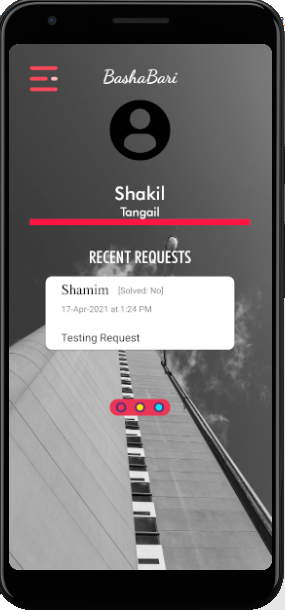 BashaBari
Shakil
Tangail
RECENT REQUESTS
Shamim [Solved: No]
17-Apr-2021 at 1:24 PM
Testing Request